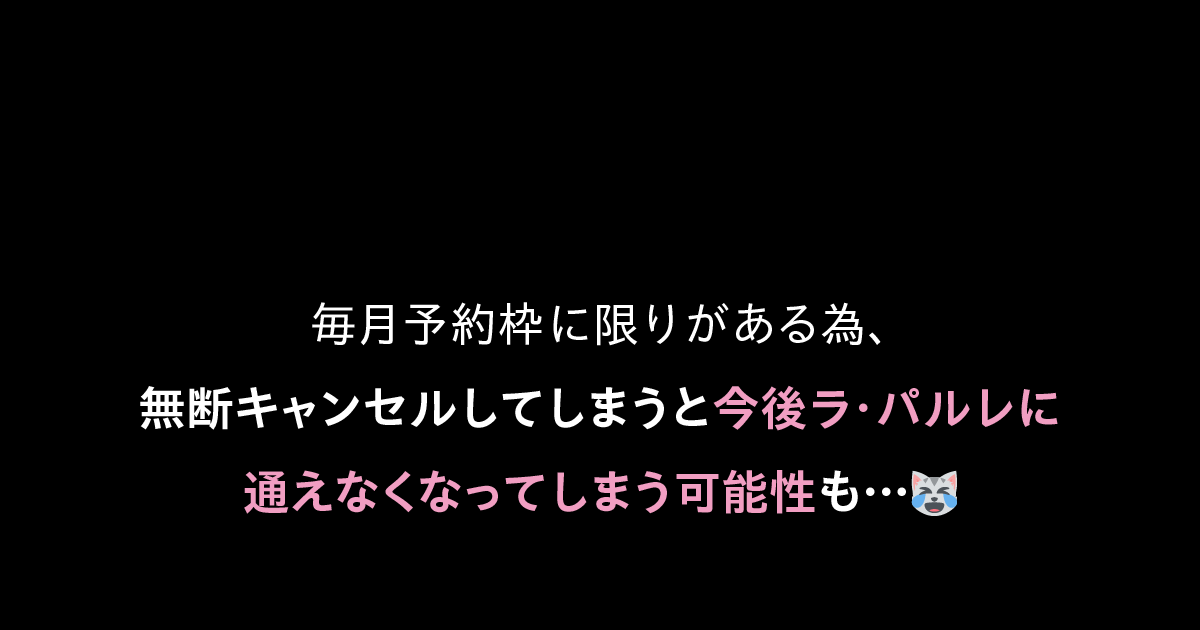 毎月予約枠に限りがある為、
無断キャンセルしてしまうと今後ラ・パルレに
通えなくなってしまう可能性も…😹